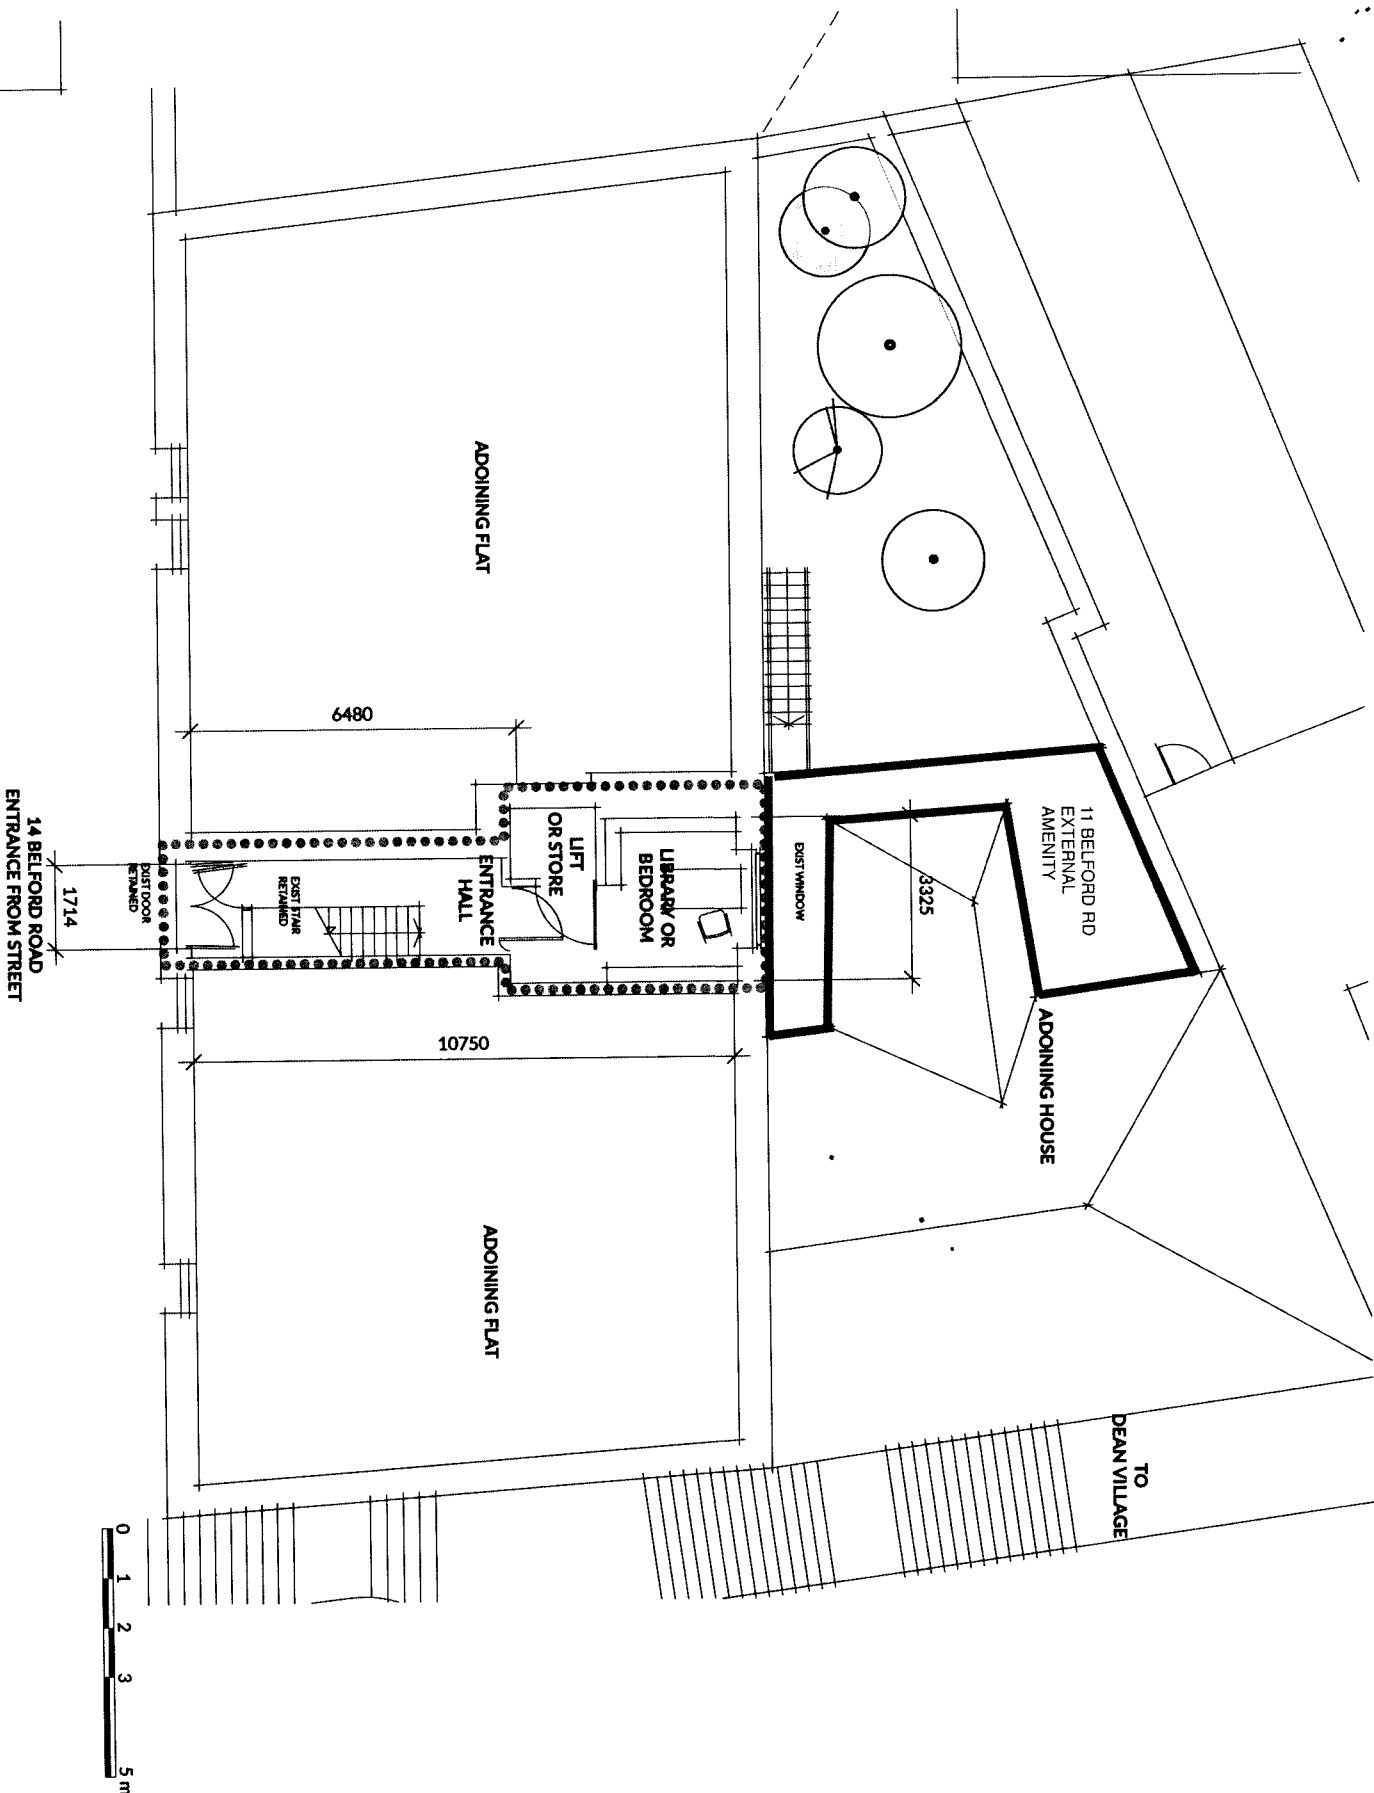 11 BELFORD RD
EXTERNAL
AMENITY
ADOINING FLAT
6480
LIFT
OR STORE
LIBRARY OR
BEDROOM
EXIST WINDOW
3325
ENTRANCE
HALL
EXIST STAIR
RETAINED
EXIST DOOR
RETAINED
1714
14 BELFORD ROAD
ENTRANCE FROM STREET
10750
ADOINING HOUSE
ADOINING FLAT
TO
DEAN VILLAGE
0 1 2 3 5 m